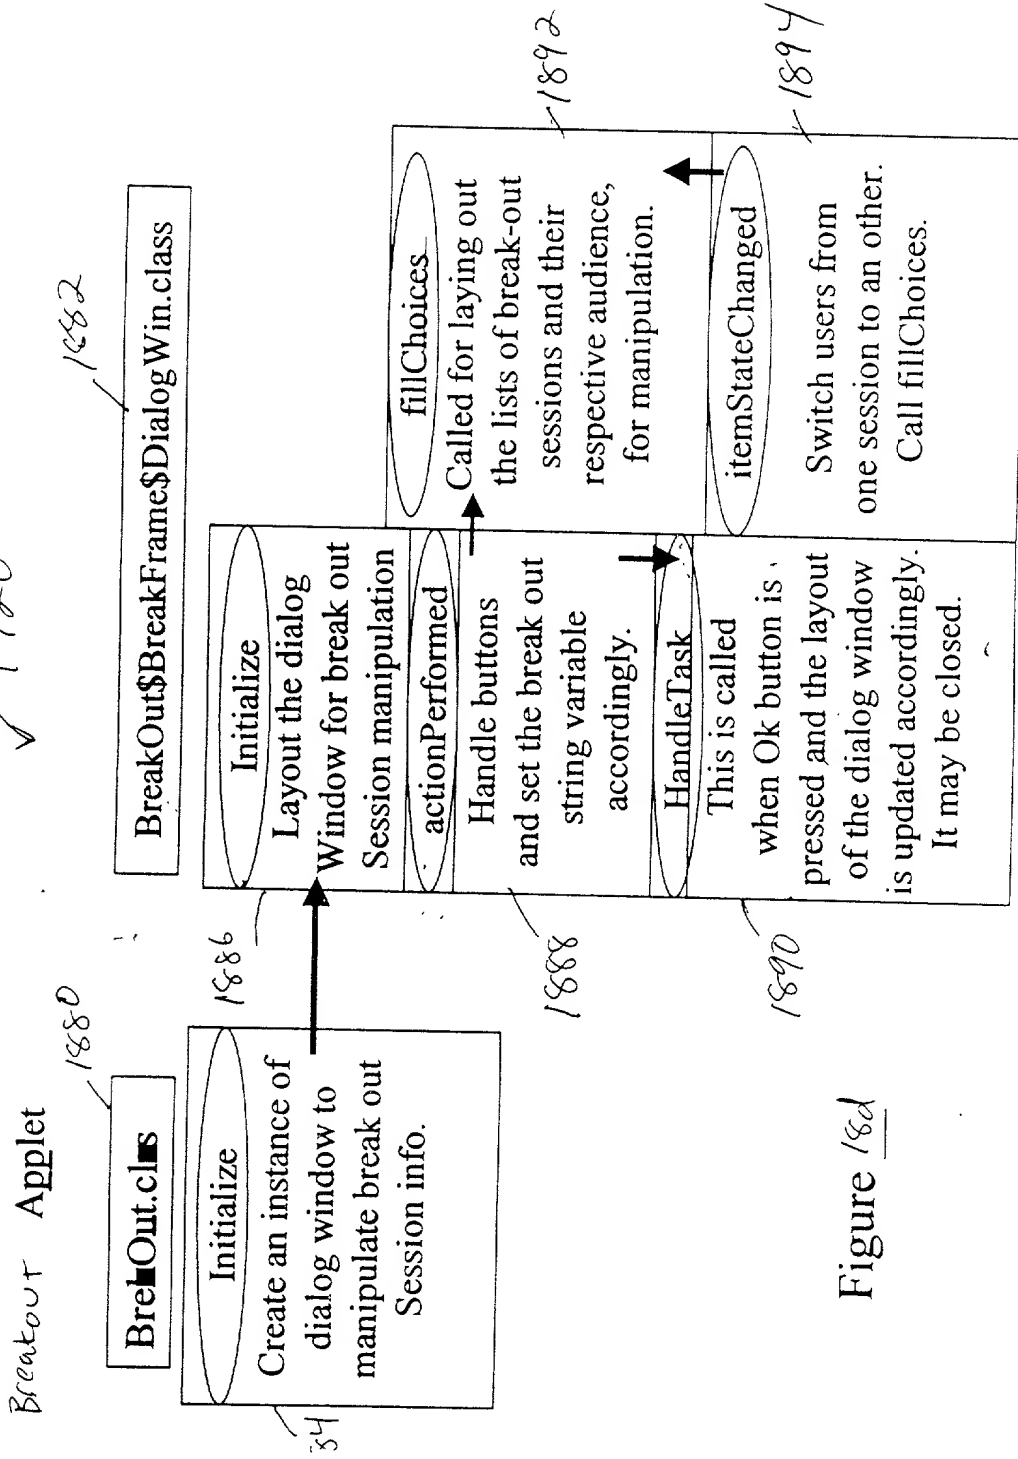 Breakout Applet
1880
1882
BreakOut$BreakFrame$DialogWin.class
Initialize
Create an instance of
dialog window to
manipulate break out
Session info.
1886
Initialize
Layout the dialog
Window for break out
Session manipulation
actionPerformed
Handle buttons
and set the break out
string variable
accordingly.
1888
HandleTask
This is called
when Ok button is
pressed and the layout
of the dialog window
is updated accordingly.
It may be closed.
1890
fillChoices
Called for laying out
the lists of break-out
sessions and their
respective audience,
for manipulation.
1892
itemStateChanged
Switch users from
one session to an other.
Call fillChoices.
1894
Figure 18d